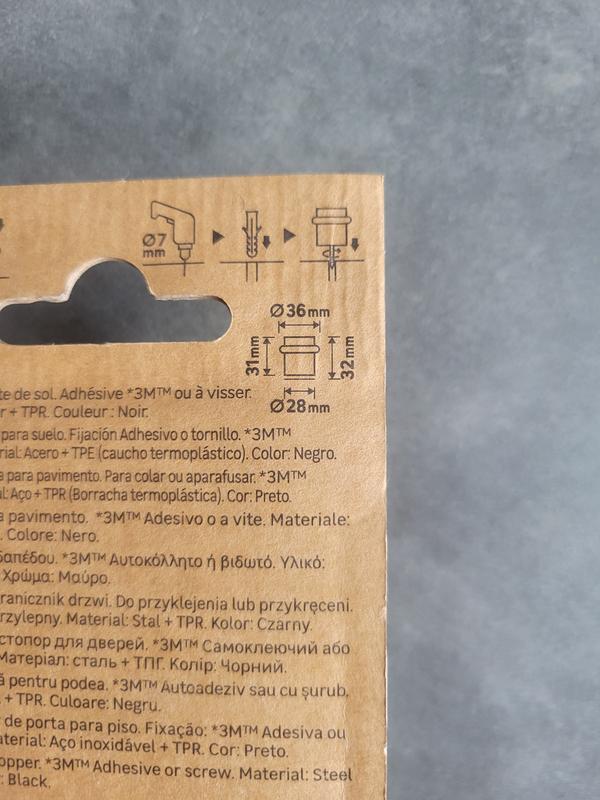 Ø7
mm
Ø36mm
31mm
32mm
Ø28mm
te de sol. Adhésive *3M™ ou à visser.
r + TPR. Couleur : Noir.
para suelo. Fijación Adhesivo o tornillo. *3M™
rial: Acero + TPE (caucho termoplástico). Color: Negro.
a para pavimento. Para colar ou aparafusar. *3M™
al: Aço + TPR (Borracha termoplástica). Cor: Preto.
a pavimento. *3M™ Adesivo o a vite. Materiale:
. Colore: Nero.
δαπέδου. *3M™ Αυτοκόλλητο ή βιδωτό. Υλικό:
Χρώμα: Μαύρο.
ranicznik drzwi. Do przyklejenia lub przykręceni.
rzylepny. Materiał: Stal + TPR. Kolor: Czarny.
стопор для дверей. *3M™ Самоклеючий або
Матеріал: сталь + ТПГ. Колір: Чорний.
ă pentru podea. *3M™ Autoadeziv sau cu șurub.
+ TPR. Culoare: Negru.
r de porta para piso. Fixação: *3M™ Adesiva ou
aterial: Aço inoxidável + TPR. Cor: Preto.
opper. *3M™ Adhesive or screw. Material: Steel
: Black.